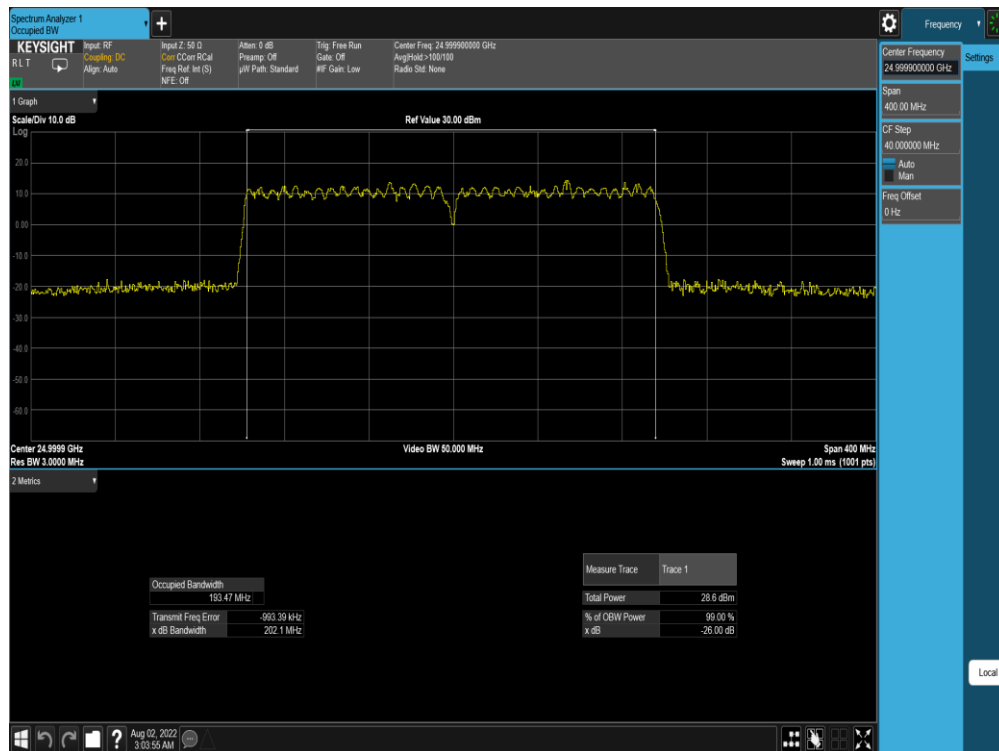 Spectrum Analyzer 1
Occupied BW
Frequency
KEYSIGHT
RLT
Input: RF
Coupling: DC
Align: Auto
Input Z: 50 Ω
Corr CCorr RCal
Freq Ref: Int (S)
NFE: Off
Atten: 0 dB
Preamp: Off
µW Path: Standard
Trig: Free Run
Gate: Off
#IF Gain: Low
Center Freq: 24.999900000 GHz
Avg|Hold:>100/100
Radio Std: None
Center Frequency
24.999900000 GHz
Settings
Span
400.00 MHz
CF Step
40.000000 MHz
Auto
Man
Freq Offset
0 Hz
1 Graph
Scale/Div 10.0 dB
Ref Value 30.00 dBm
Log
20.0
10.0
0.00
-10.0
-20.0
-30.0
-40.0
-50.0
-60.0
Center 24.9999 GHz
Video BW 50.000 MHz
Span 400 MHz
Res BW 3.0000 MHz
Sweep 1.00 ms (1001 pts)
2 Metrics
Occupied Bandwidth
193.47 MHz
Transmit Freq Error -993.39 kHz
x dB Bandwidth 202.1 MHz
Measure Trace Trace 1
Total Power 28.6 dBm
% of OBW Power 99.00 %
x dB -26.00 dB
Local
Aug 02, 2022
3:03:55 AM